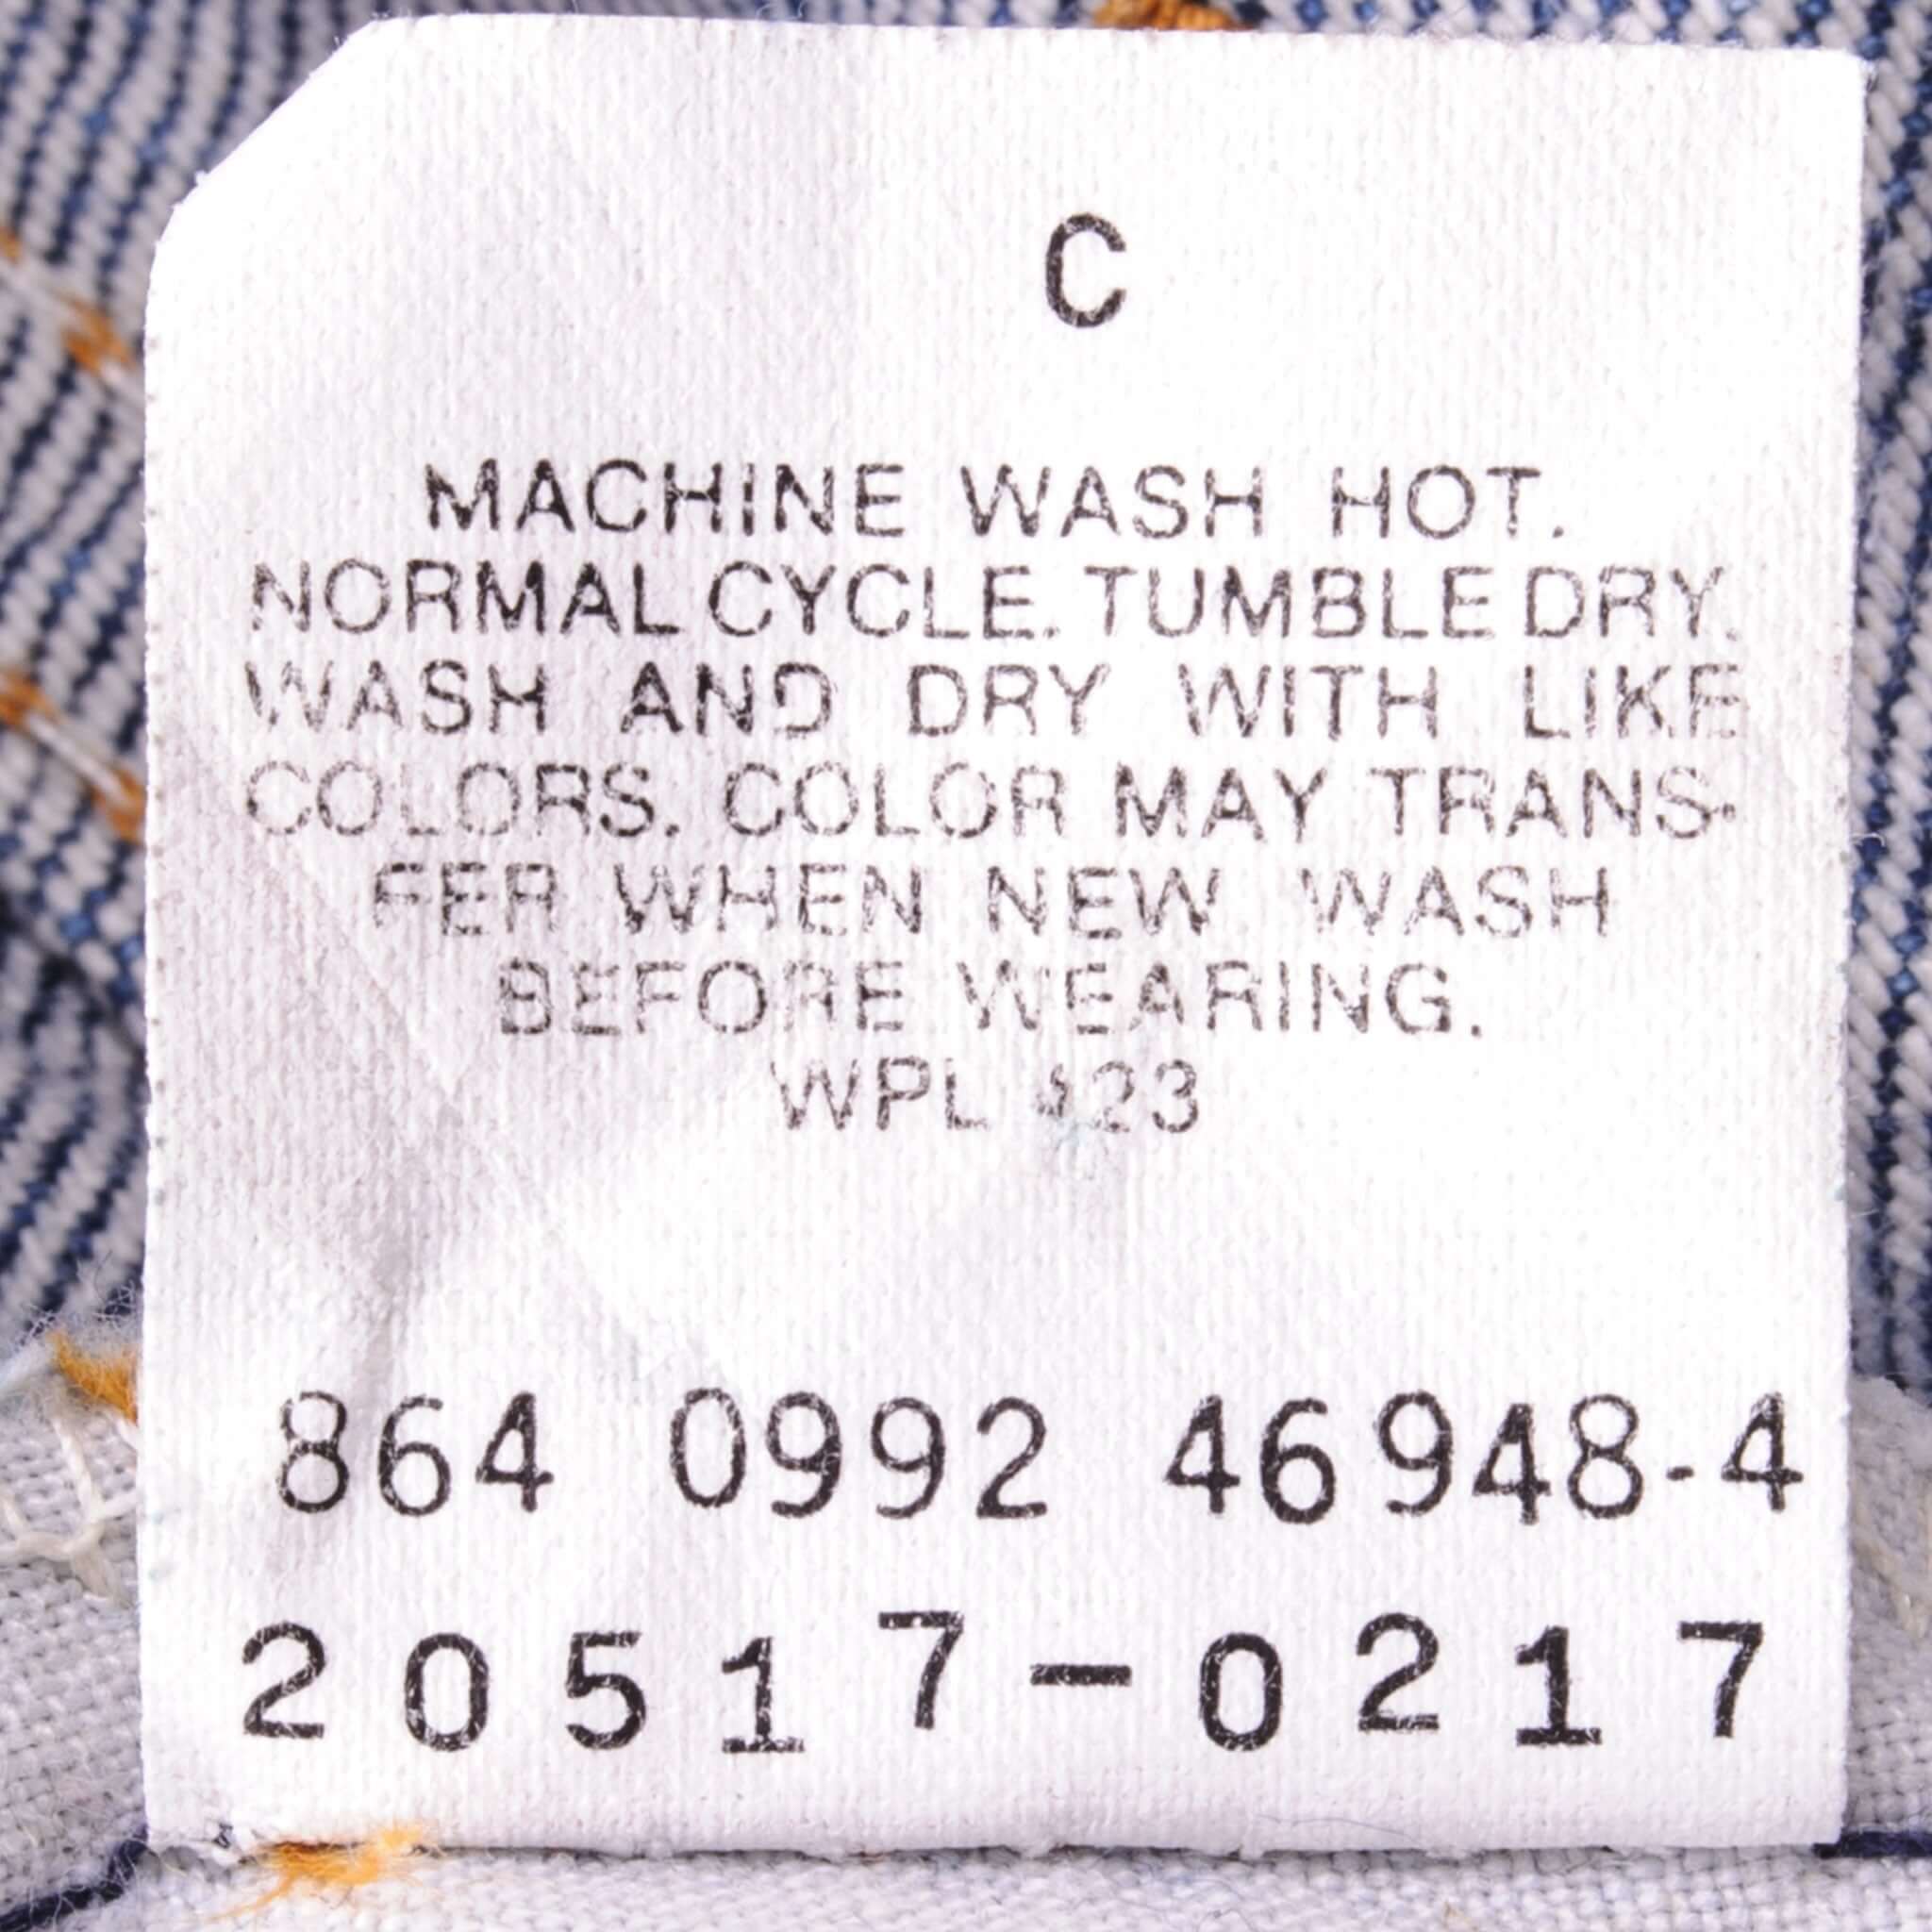 C
MACHINE WASH HOT.
NORMAL CYCLE. TUMBLE DRY.
WASH AND DRY WITH LIKE
COLORS. COLOR MAY TRANS-
FER WHEN NEW WASH
BEFORE WEARING.
WPL
864 0992 46948-4
20517-0217